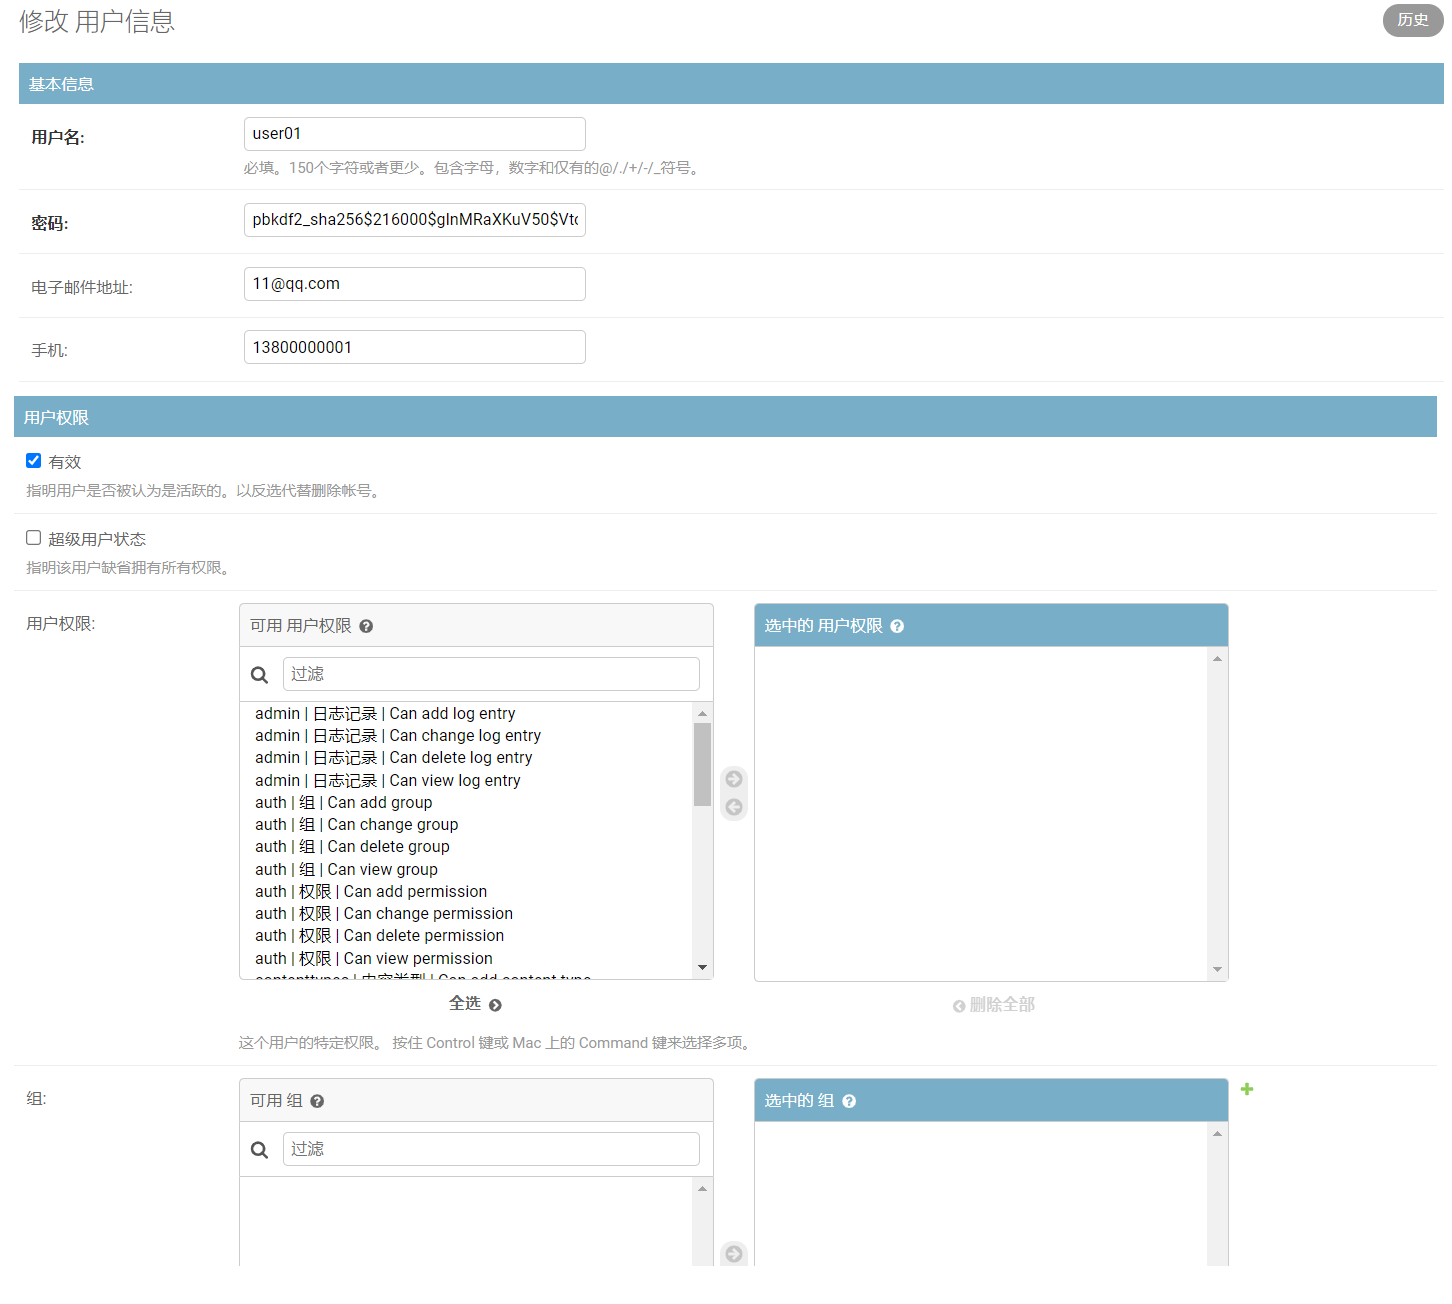 修改 用户信息
历史
基本信息
用户名:
user01
必填。150个字符或者更少。包含字母，数字和仅有的@/./+/-/_符号。
密码:
pbkdf2_sha256$216000$gInMRaXKuV50$Vtc
电子邮件地址:
11@qq.com
手机:
13800000001
用户权限
有效
指明用户是否被认为是活跃的。以反选代替删除帐号。
超级用户状态
指明该用户缺省拥有所有权限。
用户权限:
可用 用户权限
选中的 用户权限
过滤
admin | 日志记录 | Can add log entry
admin | 日志记录 | Can change log entry
admin | 日志记录 | Can delete log entry
admin | 日志记录 | Can view log entry
auth | 组 | Can add group
auth | 组 | Can change group
auth | 组 | Can delete group
auth | 组 | Can view group
auth | 权限 | Can add permission
auth | 权限 | Can change permission
auth | 权限 | Can delete permission
auth | 权限 | Can view permission
contenttypes | 内容类型 | Can add content type
全选
删除全部
这个用户的特定权限。 按住 Control 键或 Mac 上的 Command 键来选择多项。
组:
可用 组
选中的 组
过滤